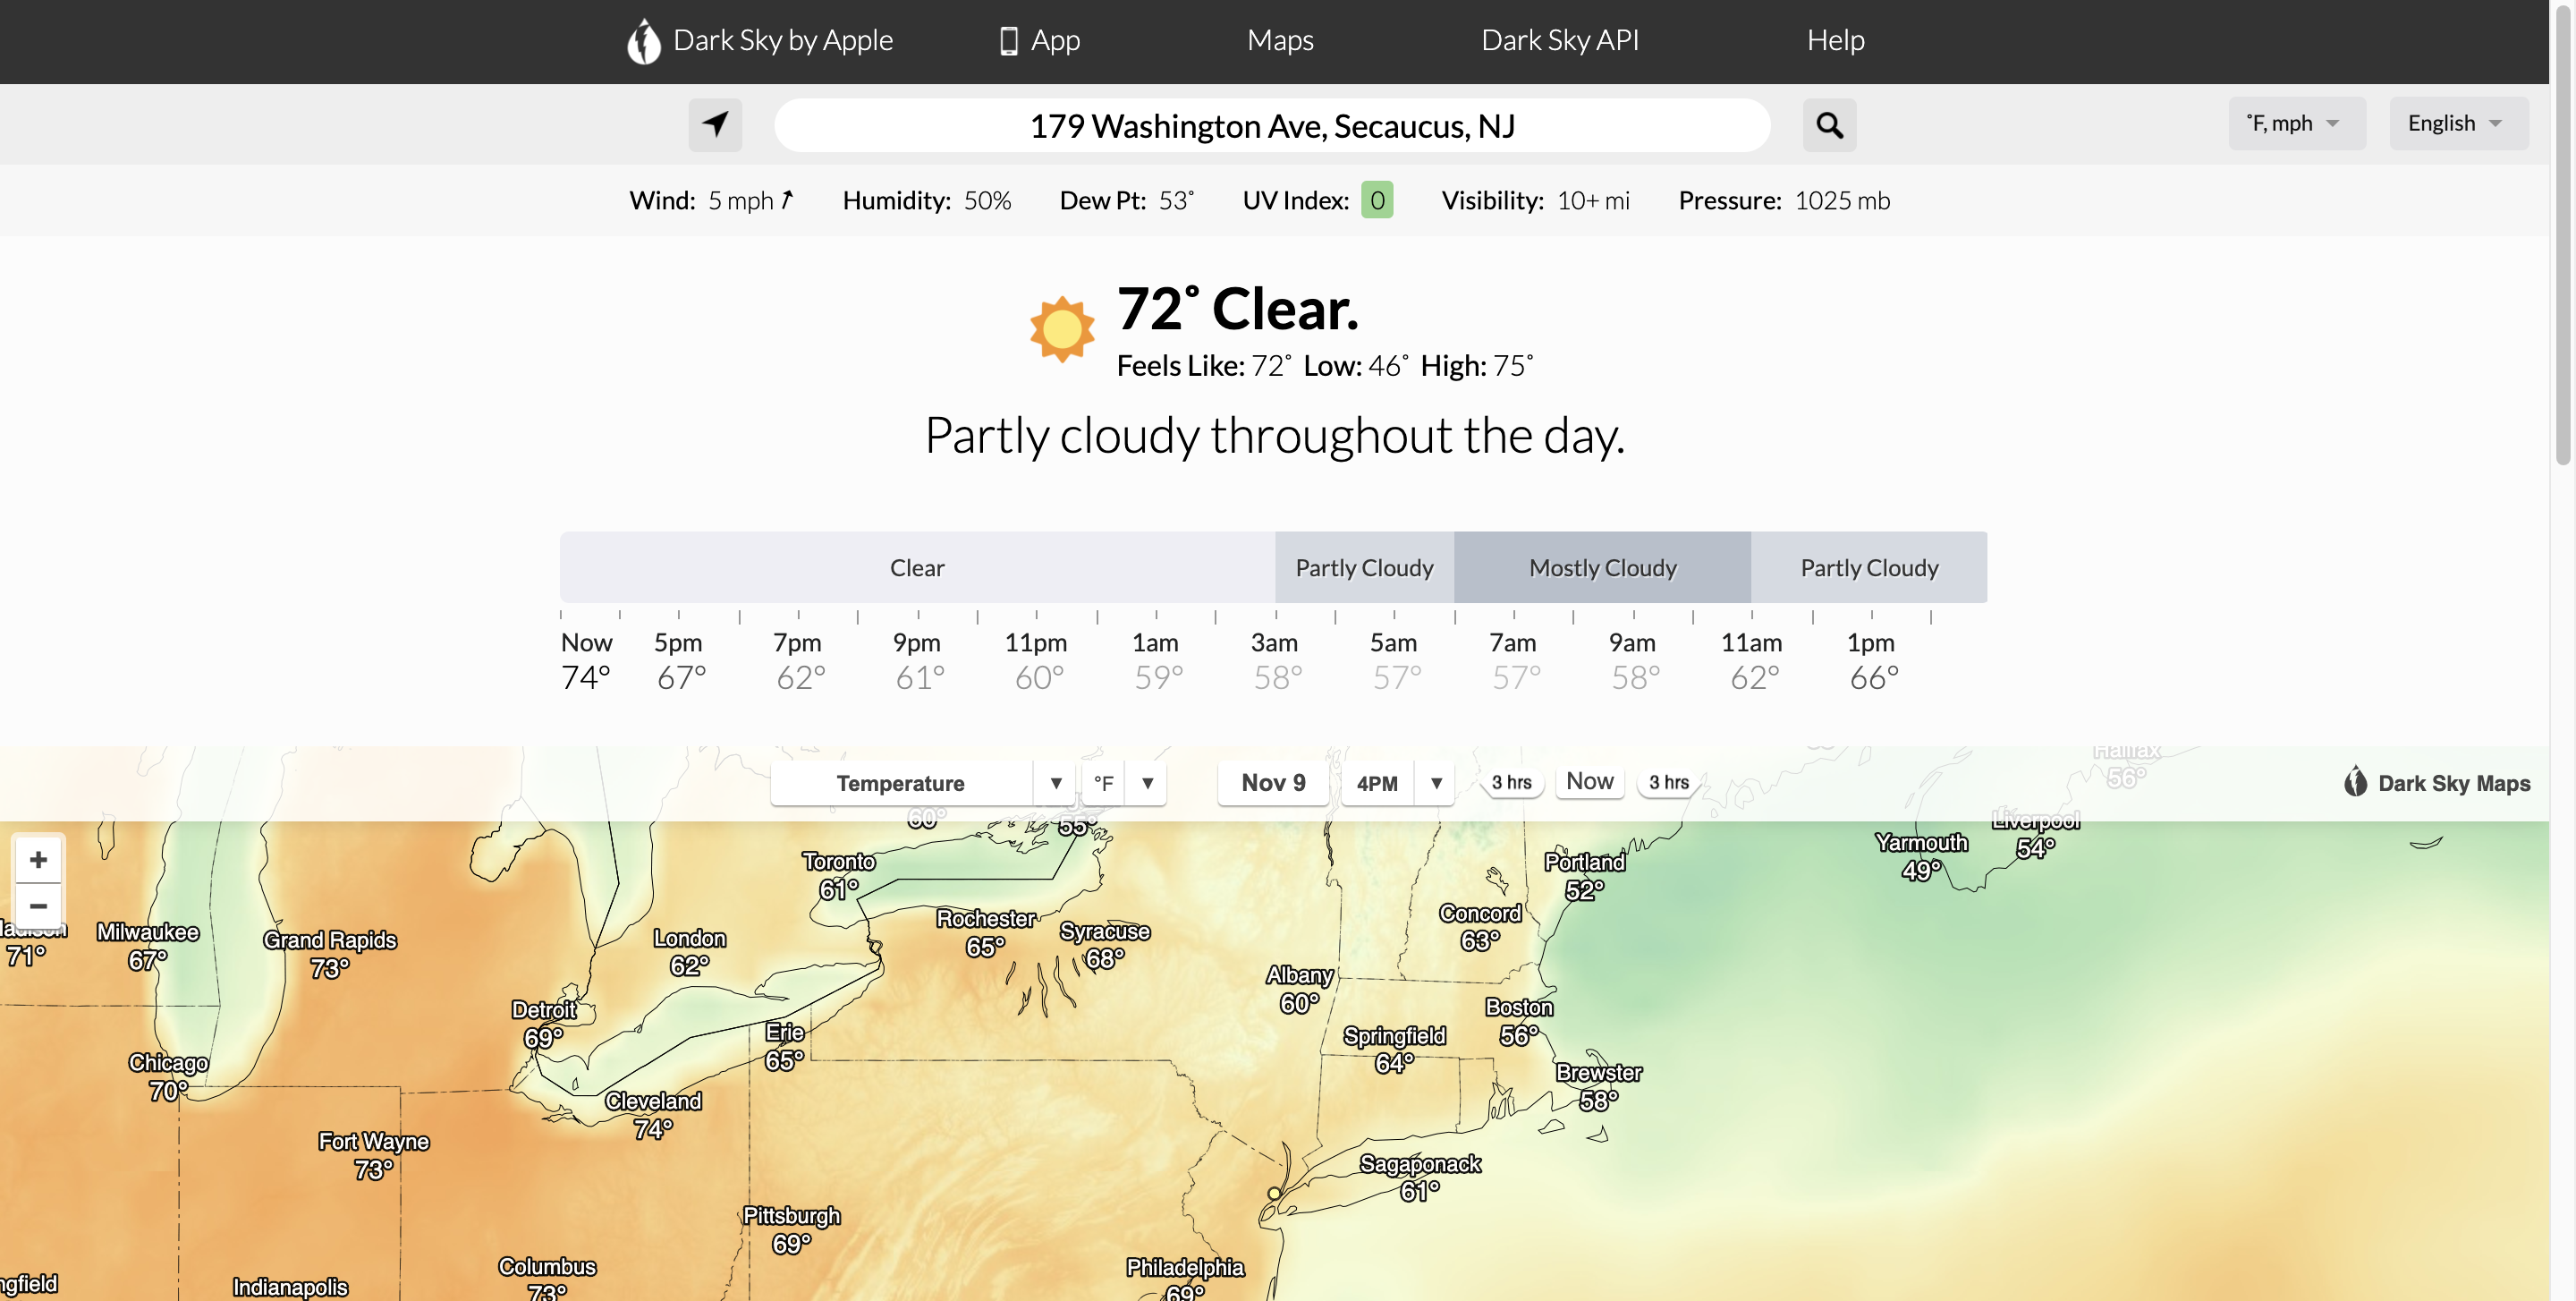 Dark Sky by Apple App Maps Dark Sky API Help
179 Washington Ave, Secaucus, NJ
˚F, mph English
Wind: 5 mph Humidity: 50% Dew Pt: 53˚ UV Index: 0 Visibility: 10+ mi Pressure: 1025 mb
72˚ Clear.
Feels Like: 72˚ Low: 46˚ High: 75˚
Partly cloudy throughout the day.
Clear Partly Cloudy Mostly Cloudy Partly Cloudy
Now 5pm 7pm 9pm 11pm 1am 3am 5am 7am 9am 11am 1pm
74° 67° 62° 61° 60° 59° 58° 57° 57° 58° 62° 66°
Halifax
56°
Temperature ▼ °F ▼ Nov 9 4PM ▼ 3 hrs Now 3 hrs
Dark Sky Maps
60°
55°
Liverpool
54°
Yarmouth
49°
+
−
Toronto
61°
Portland
52°
Rochester
65°
Syracuse
68°
Concord
63°
71°
Milwaukee
67°
Grand Rapids
73°
London
62°
Albany
60°
Detroit
69°
Boston
56°
Erie
65°
Springfield
64°
Chicago
70°
Brewster
58°
Cleveland
74°
Fort Wayne
73°
Sagaponack
61°
Pittsburgh
69°
Columbus
73°
Philadelphia
69°
ngfield
Indianapolis